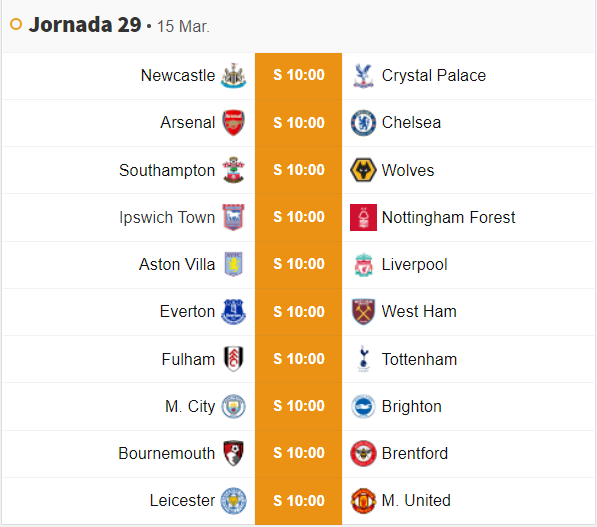 Jornada 29 • 15 Mar.
Newcastle S 10:00 Crystal Palace
Arsenal S 10:00 Chelsea
Southampton S 10:00 Wolves
Ipswich Town S 10:00 Nottingham Forest
Aston Villa S 10:00 Liverpool
Everton S 10:00 West Ham
Fulham S 10:00 Tottenham
M. City S 10:00 Brighton
Bournemouth S 10:00 Brentford
Leicester S 10:00 M. United